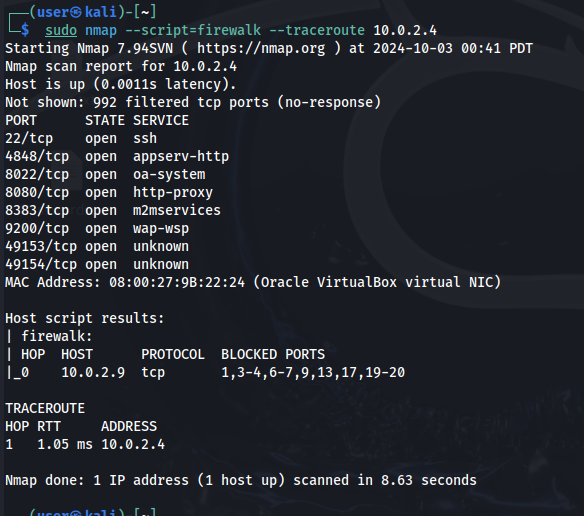 ┌──(user㉿kali)-[~]
└─$ sudo nmap --script=firewalk --traceroute 10.0.2.4
Starting Nmap 7.94SVN ( https://nmap.org ) at 2024-10-03 00:41 PDT
Nmap scan report for 10.0.2.4
Host is up (0.0011s latency).
Not shown: 992 filtered tcp ports (no-response)
PORT      STATE SERVICE
22/tcp    open  ssh
4848/tcp  open  appserv-http
8022/tcp  open  oa-system
8080/tcp  open  http-proxy
8383/tcp  open  m2mservices
9200/tcp  open  wap-wsp
49153/tcp open  unknown
49154/tcp open  unknown
MAC Address: 08:00:27:9B:22:24 (Oracle VirtualBox virtual NIC)

Host script results:
| firewalk:
| HOP  HOST      PROTOCOL  BLOCKED PORTS
|_0    10.0.2.9  tcp       1,3-4,6-7,9,13,17,19-20

TRACEROUTE
HOP RTT     ADDRESS
1   1.05 ms 10.0.2.4

Nmap done: 1 IP address (1 host up) scanned in 8.63 seconds

┌──(user㉿kali)-[~]